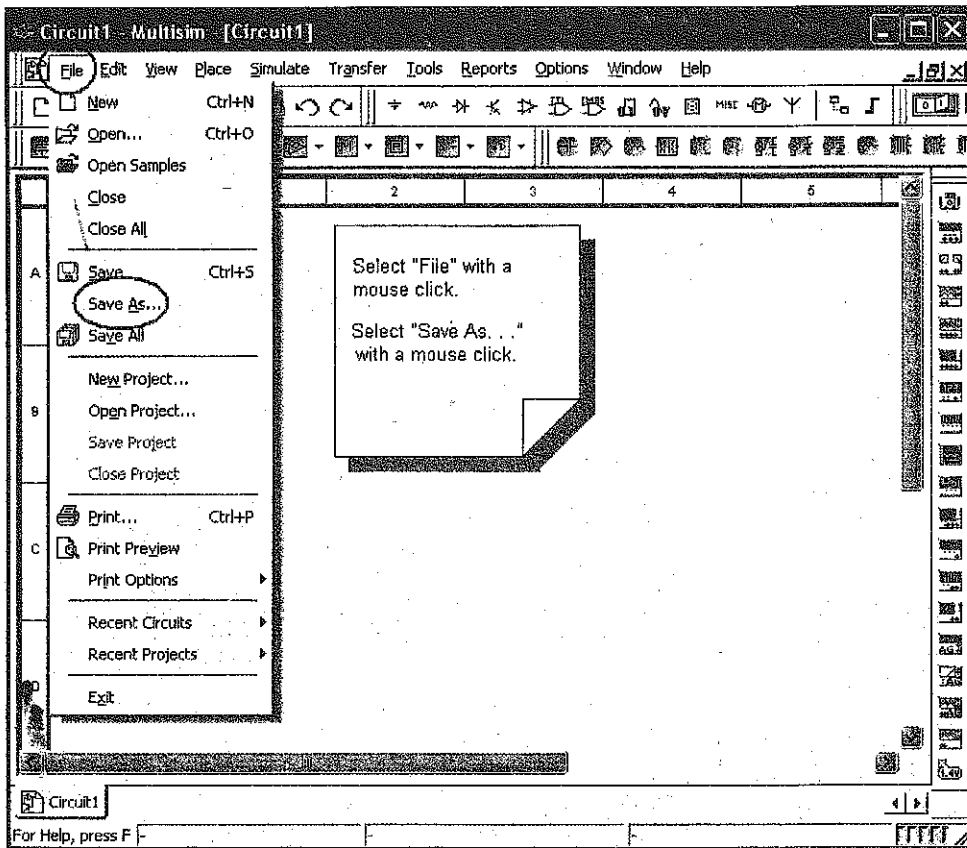 Circuit1 - Multisim - [Circuit1]
File Edit View Place Simulate Transfer Tools Reports Options Window Help
New Ctrl+N
Open... Ctrl+O
Open Samples
Close
Close All
Save Ctrl+S
Save As...
Save All
New Project...
Open Project...
Save Project
Close Project
Print... Ctrl+P
Print Preview
Print Options
Recent Circuits
Recent Projects
Exit
MISC
2 3 4 5
A
B
C
D
Select "File" with a
mouse click.
Select "Save As. . ."
with a mouse click.
Circuit1
For Help, press F